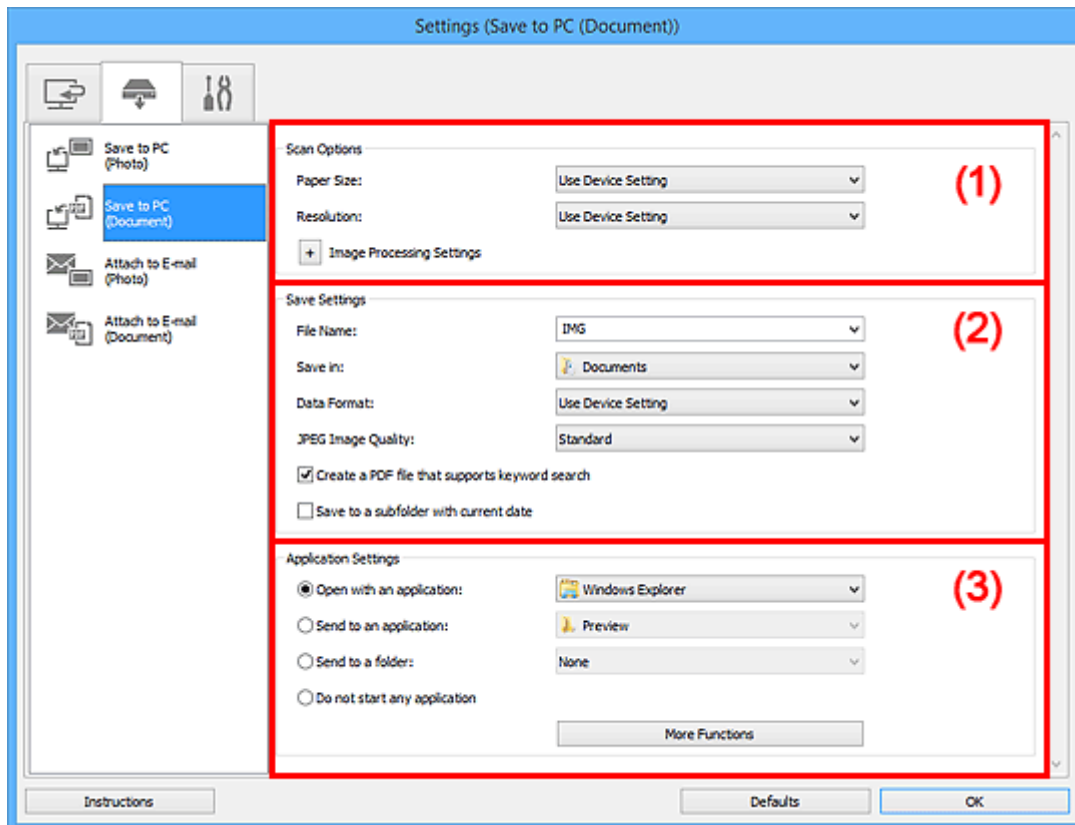 Settings (Save to PC (Document))
Save to PC
(Photo)
Save to PC
(Document)
Attach to E-mail
(Photo)
Attach to E-mail
(Document)
Scan Options
(1)
Paper Size: Use Device Setting
Resolution: Use Device Setting
+ Image Processing Settings
Save Settings
(2)
File Name: IMG
Save in: Documents
Data Format: Use Device Setting
JPEG Image Quality: Standard
Create a PDF file that supports keyword search
Save to a subfolder with current date
Application Settings
(3)
Open with an application: Windows Explorer
Send to an application: Preview
Send to a folder: None
Do not start any application
More Functions
Instructions Defaults OK